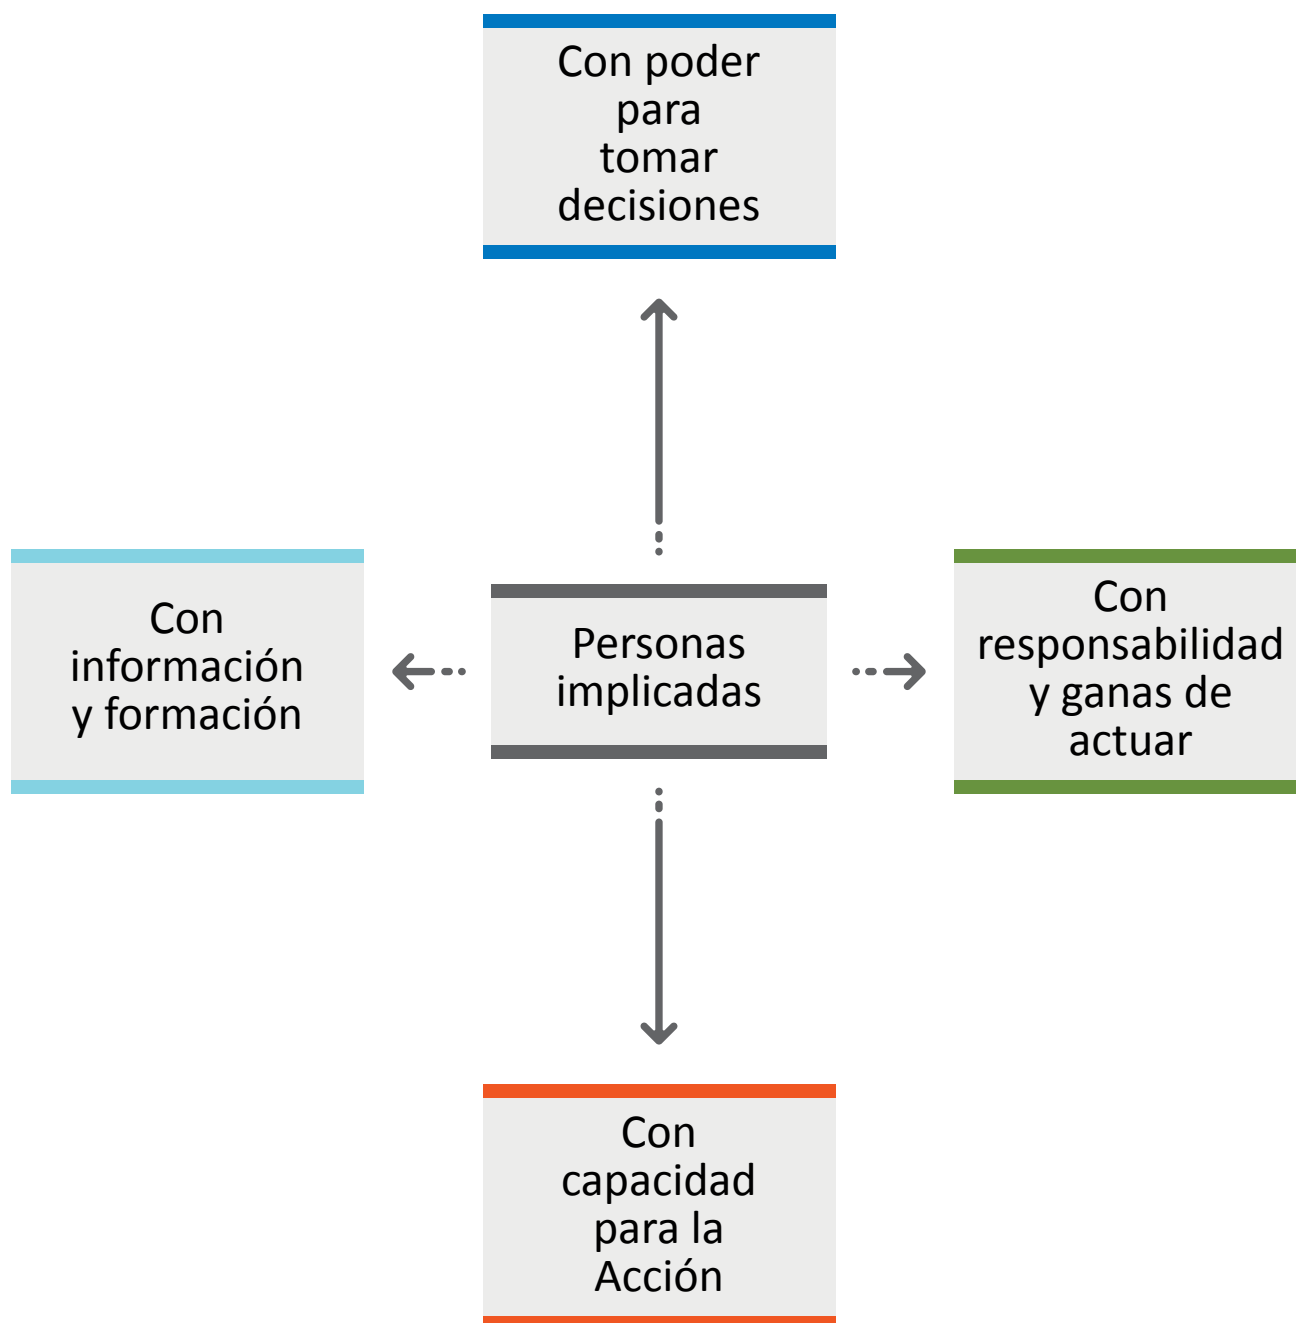 Con poder
para
tomar
decisiones
Con
información
y formación
Personas
implicadas
Con
responsabilidad
y ganas de
actuar
Con
capacidad
para la
Acción